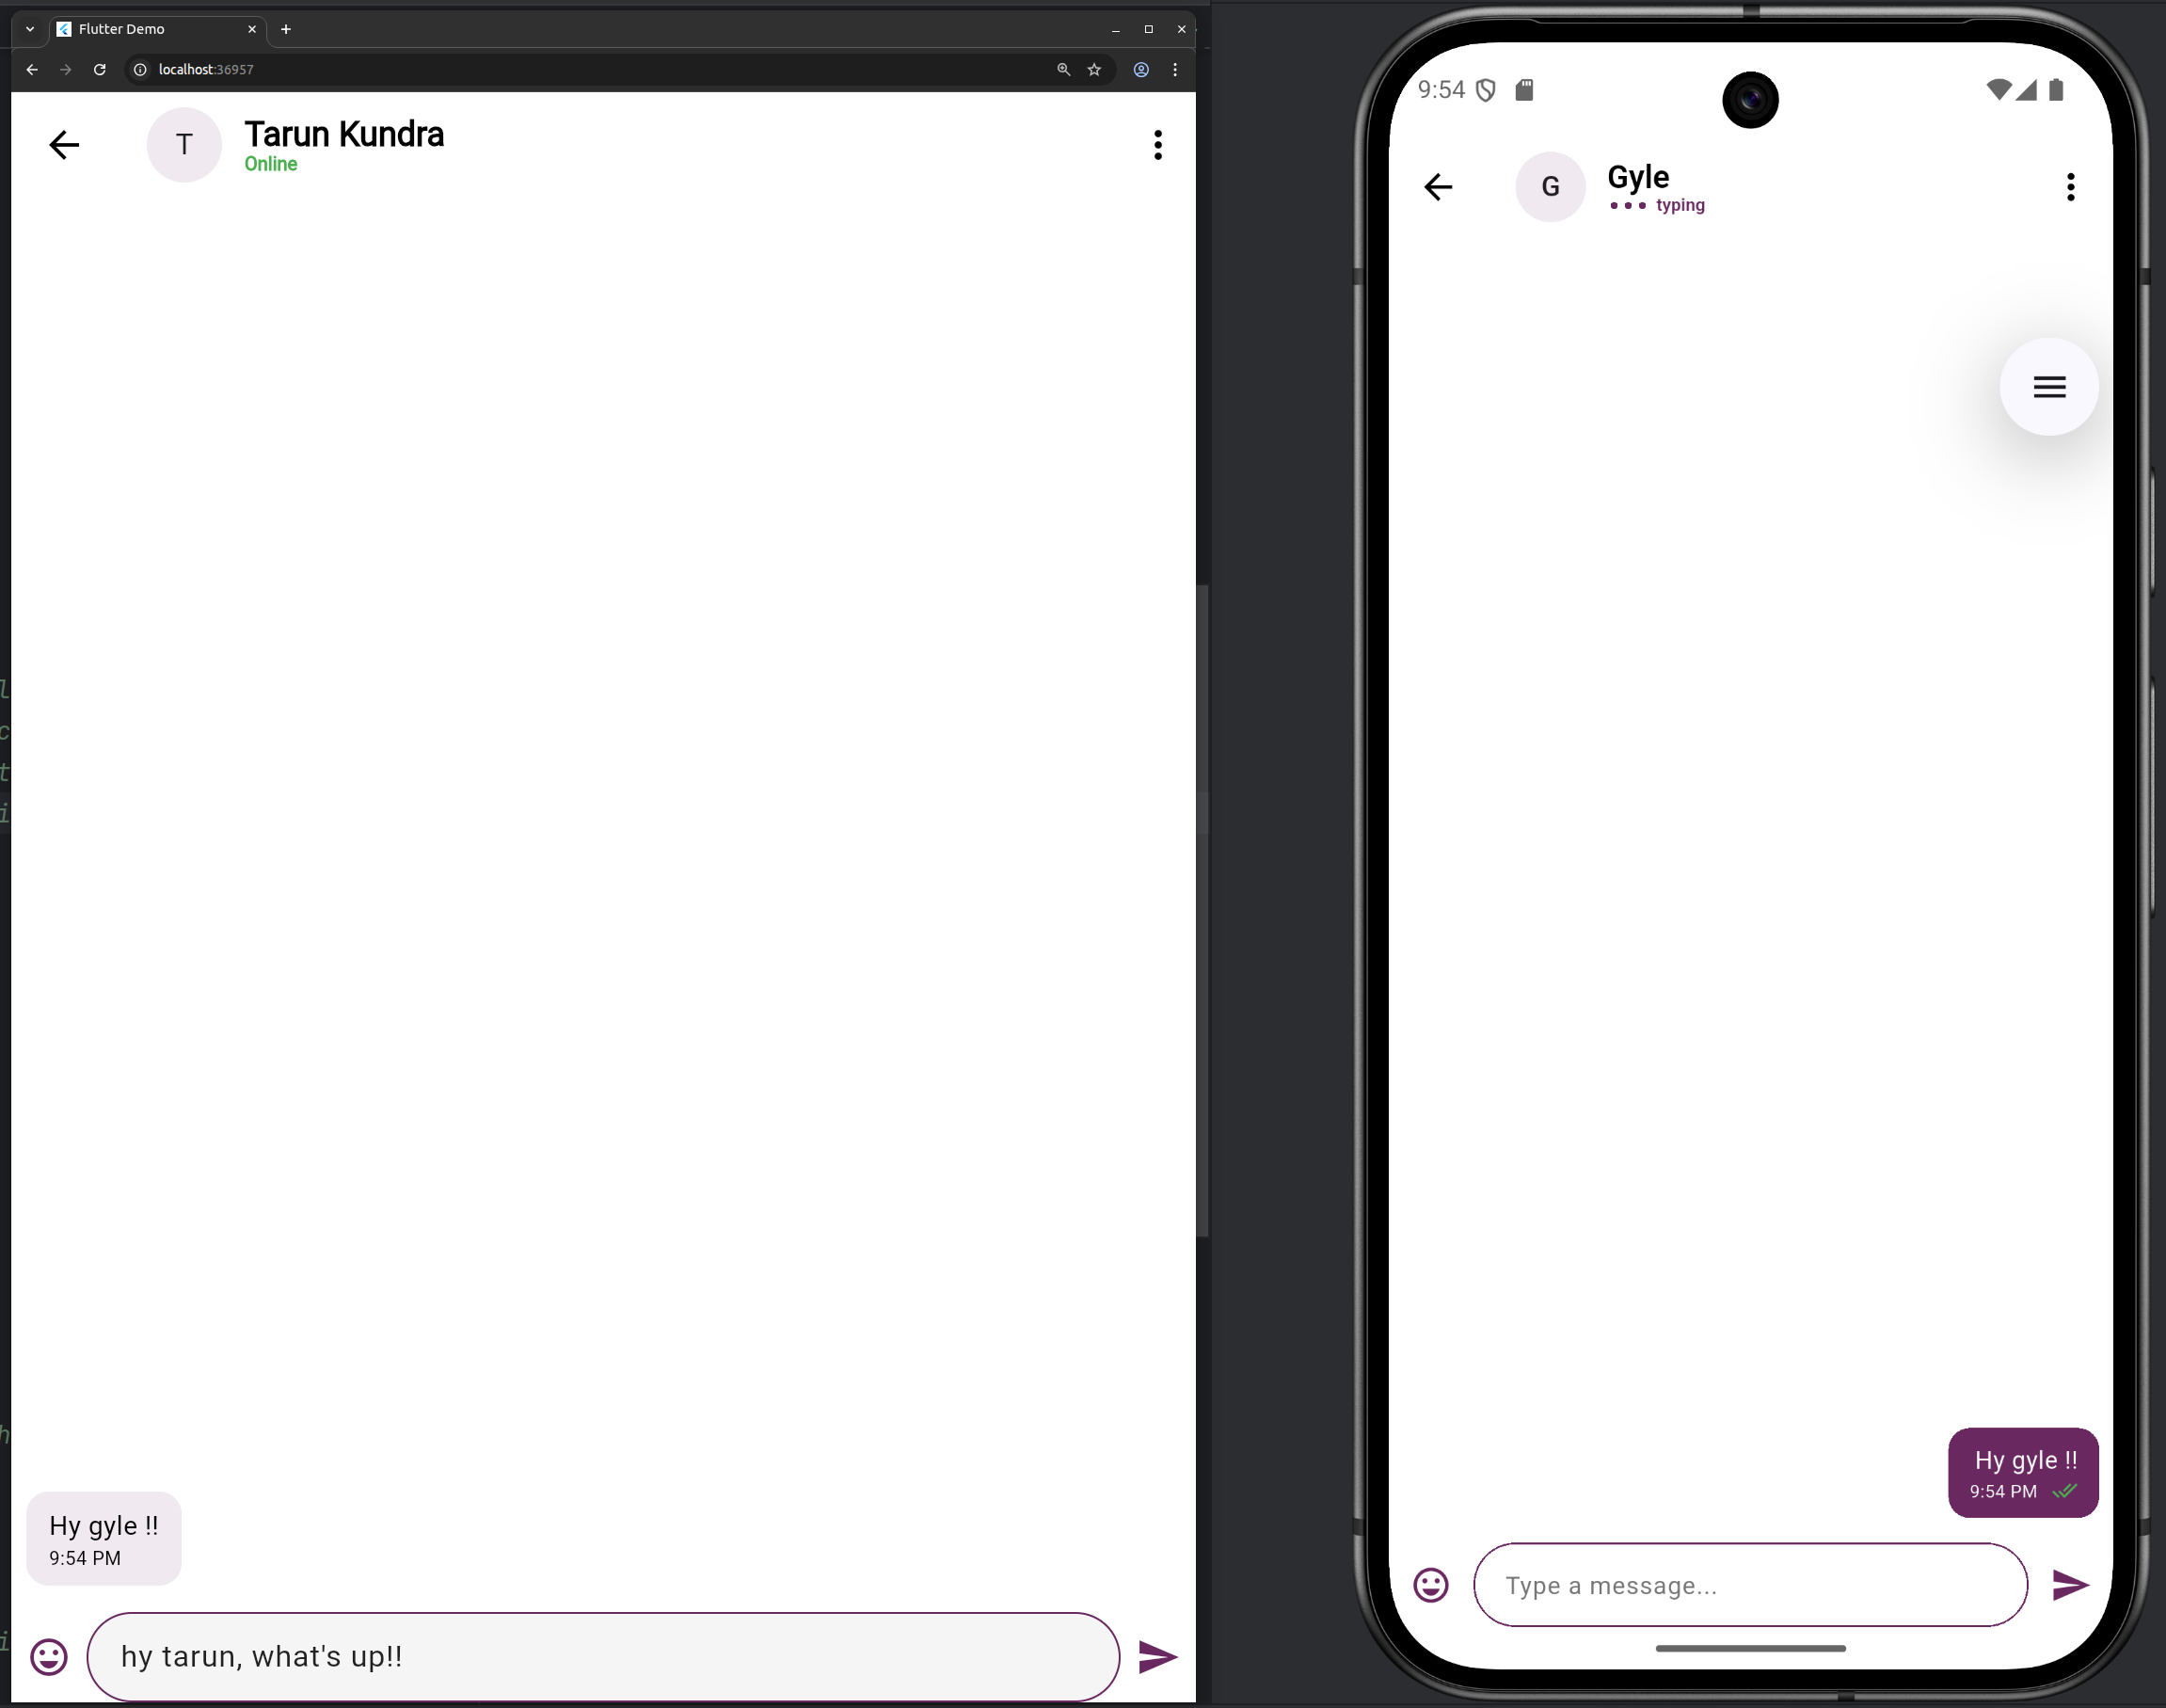 Flutter Demo
localhost:36957
T
Tarun Kundra
Online
Hy gyle !!
9:54 PM
hy tarun, what's up!!
9:54
G
Gyle
typing
Hy gyle !!
9:54 PM
Type a message...
l
c
t
i
h
i